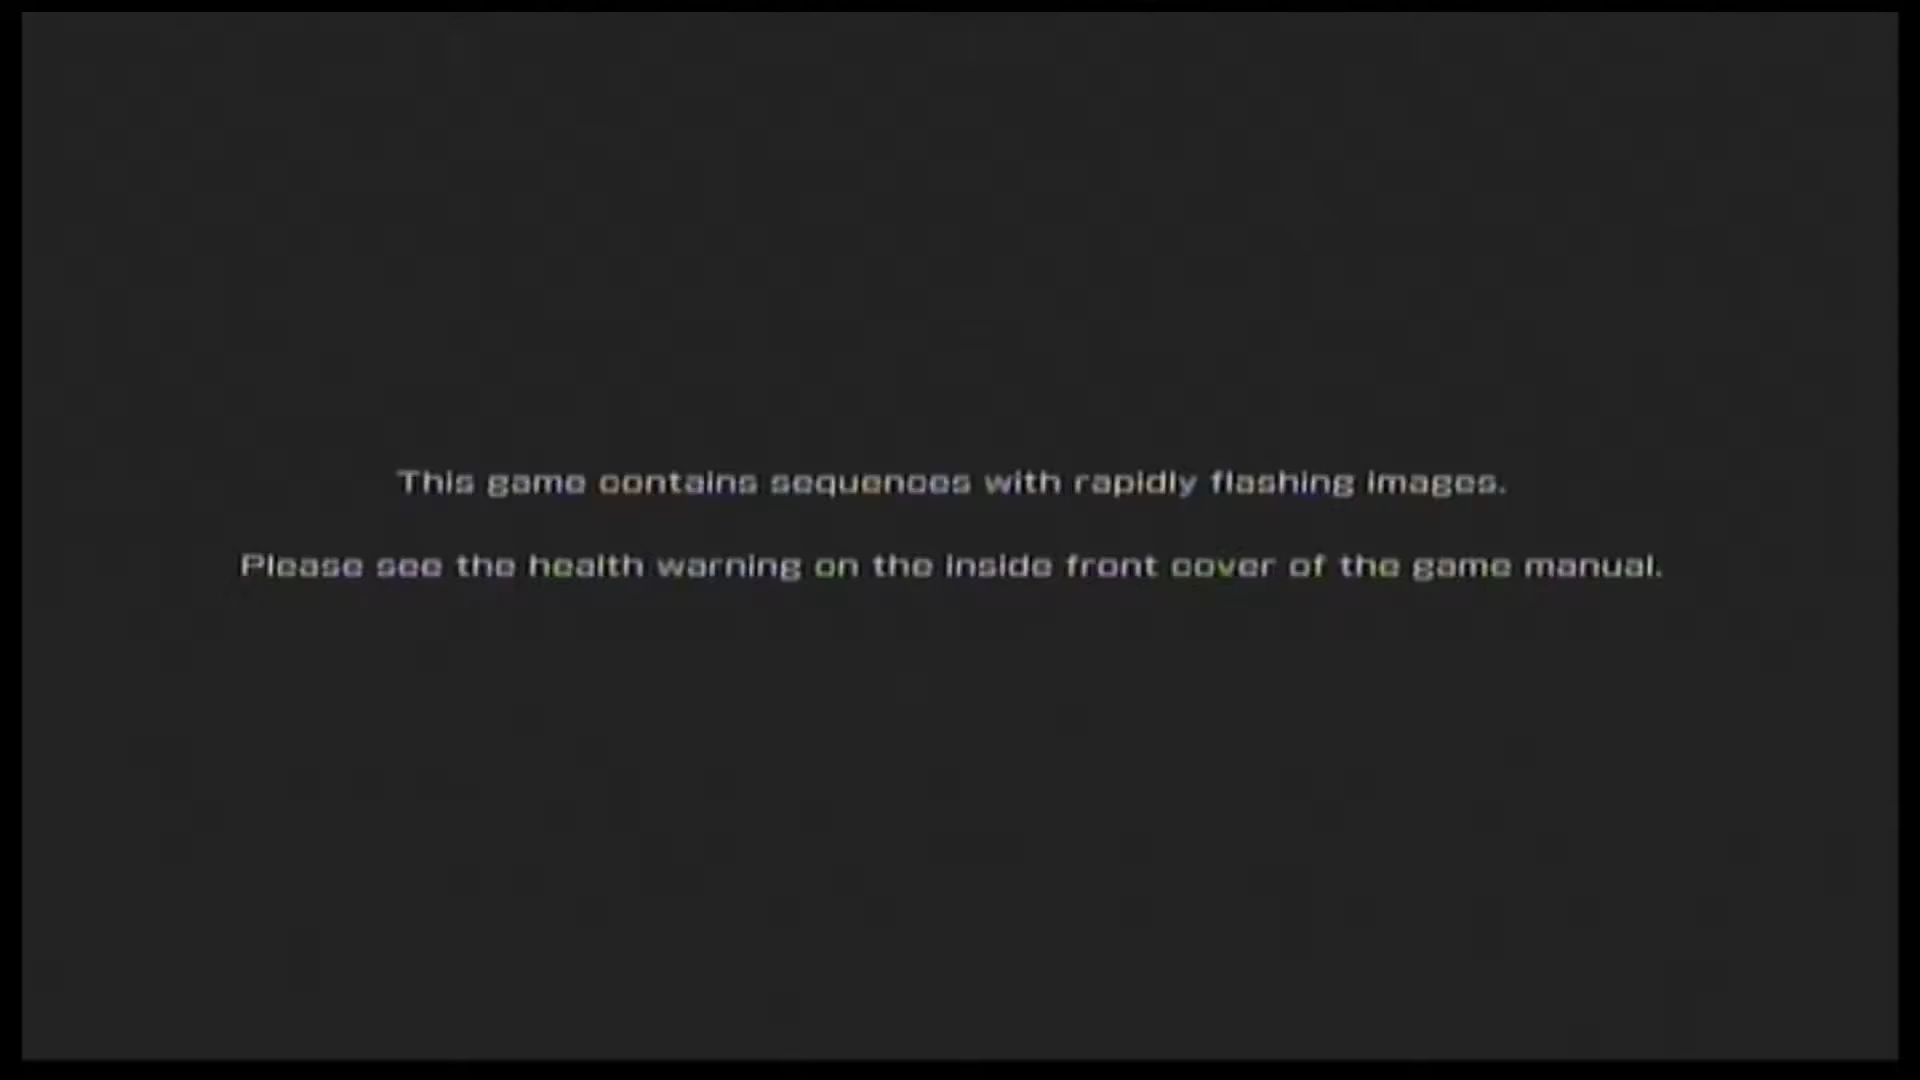 This game contains sequences with rapidly flashing images.
Please see the health warning on the inside front cover of the game manual.